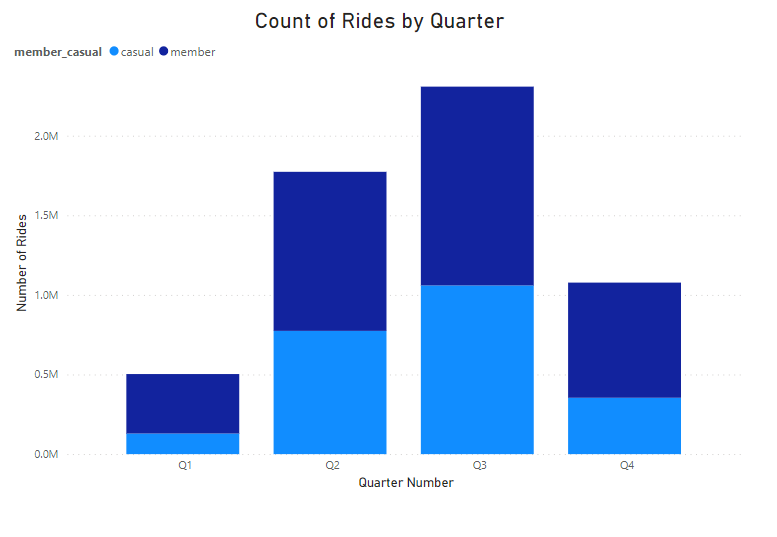 Count of Rides by Quarter
member_casual casual member
2.0M
1.5M
1.0M
0.5M
0.0M
Number of Rides
Q1 Q2 Q3 Q4
Quarter Number